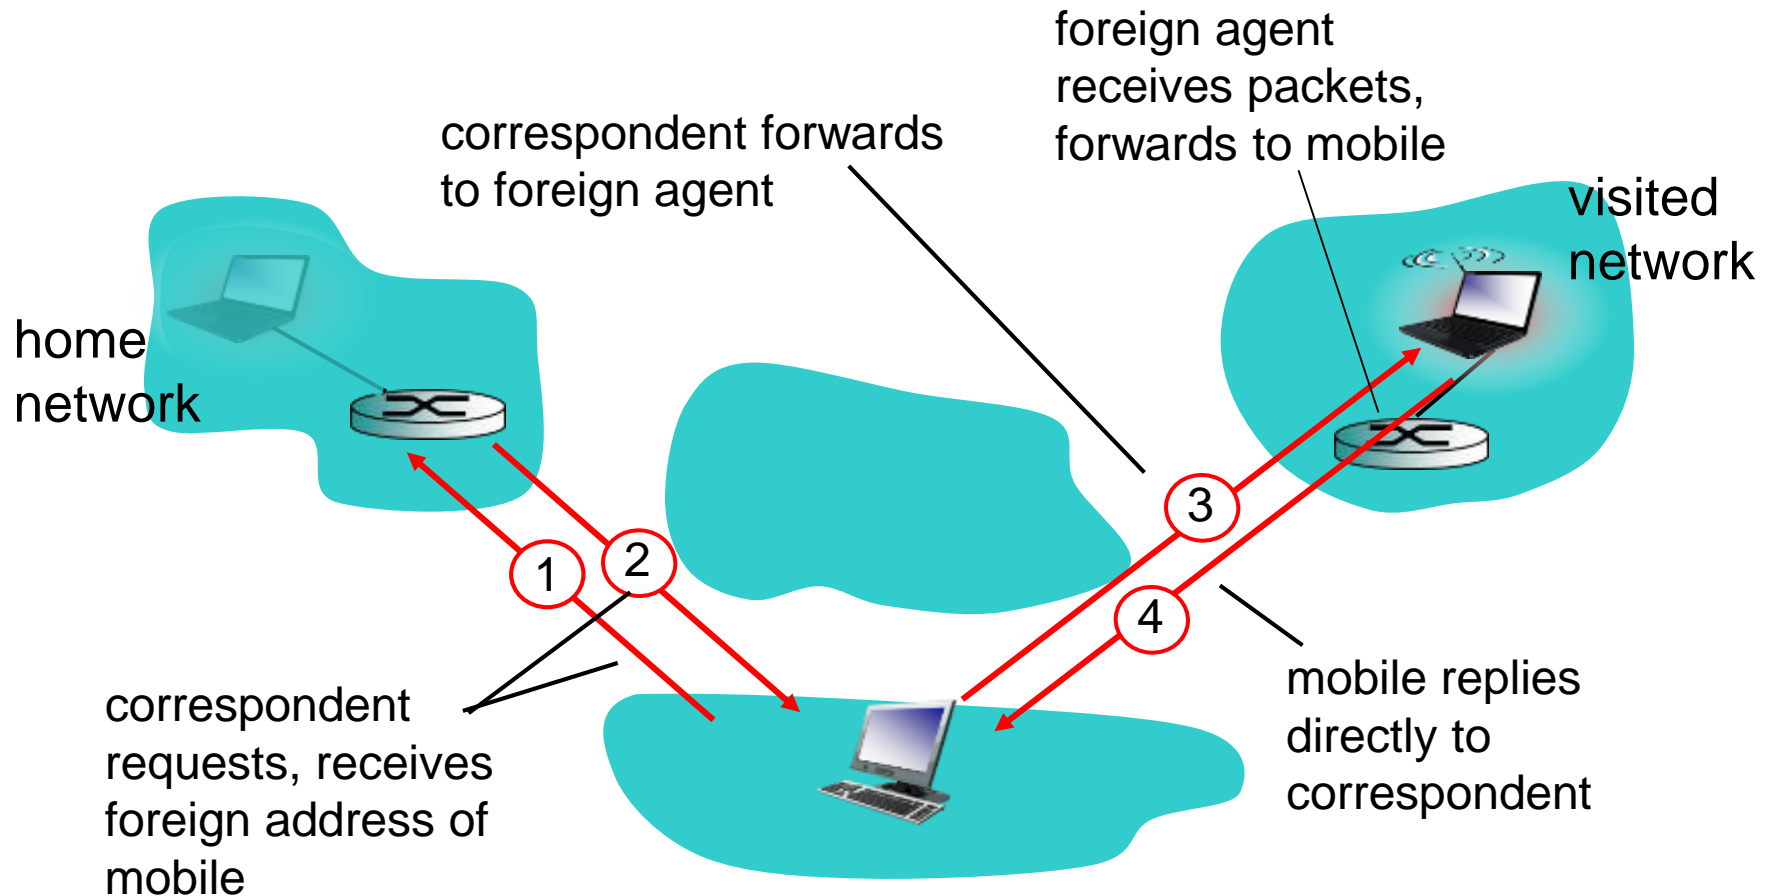 foreign agent
receives packets,
forwards to mobile
correspondent forwards
to foreign agent
visited
network
home
network
3
2
1
4
correspondent
requests, receives
foreign address of
mobile
mobile replies
directly to
correspondent